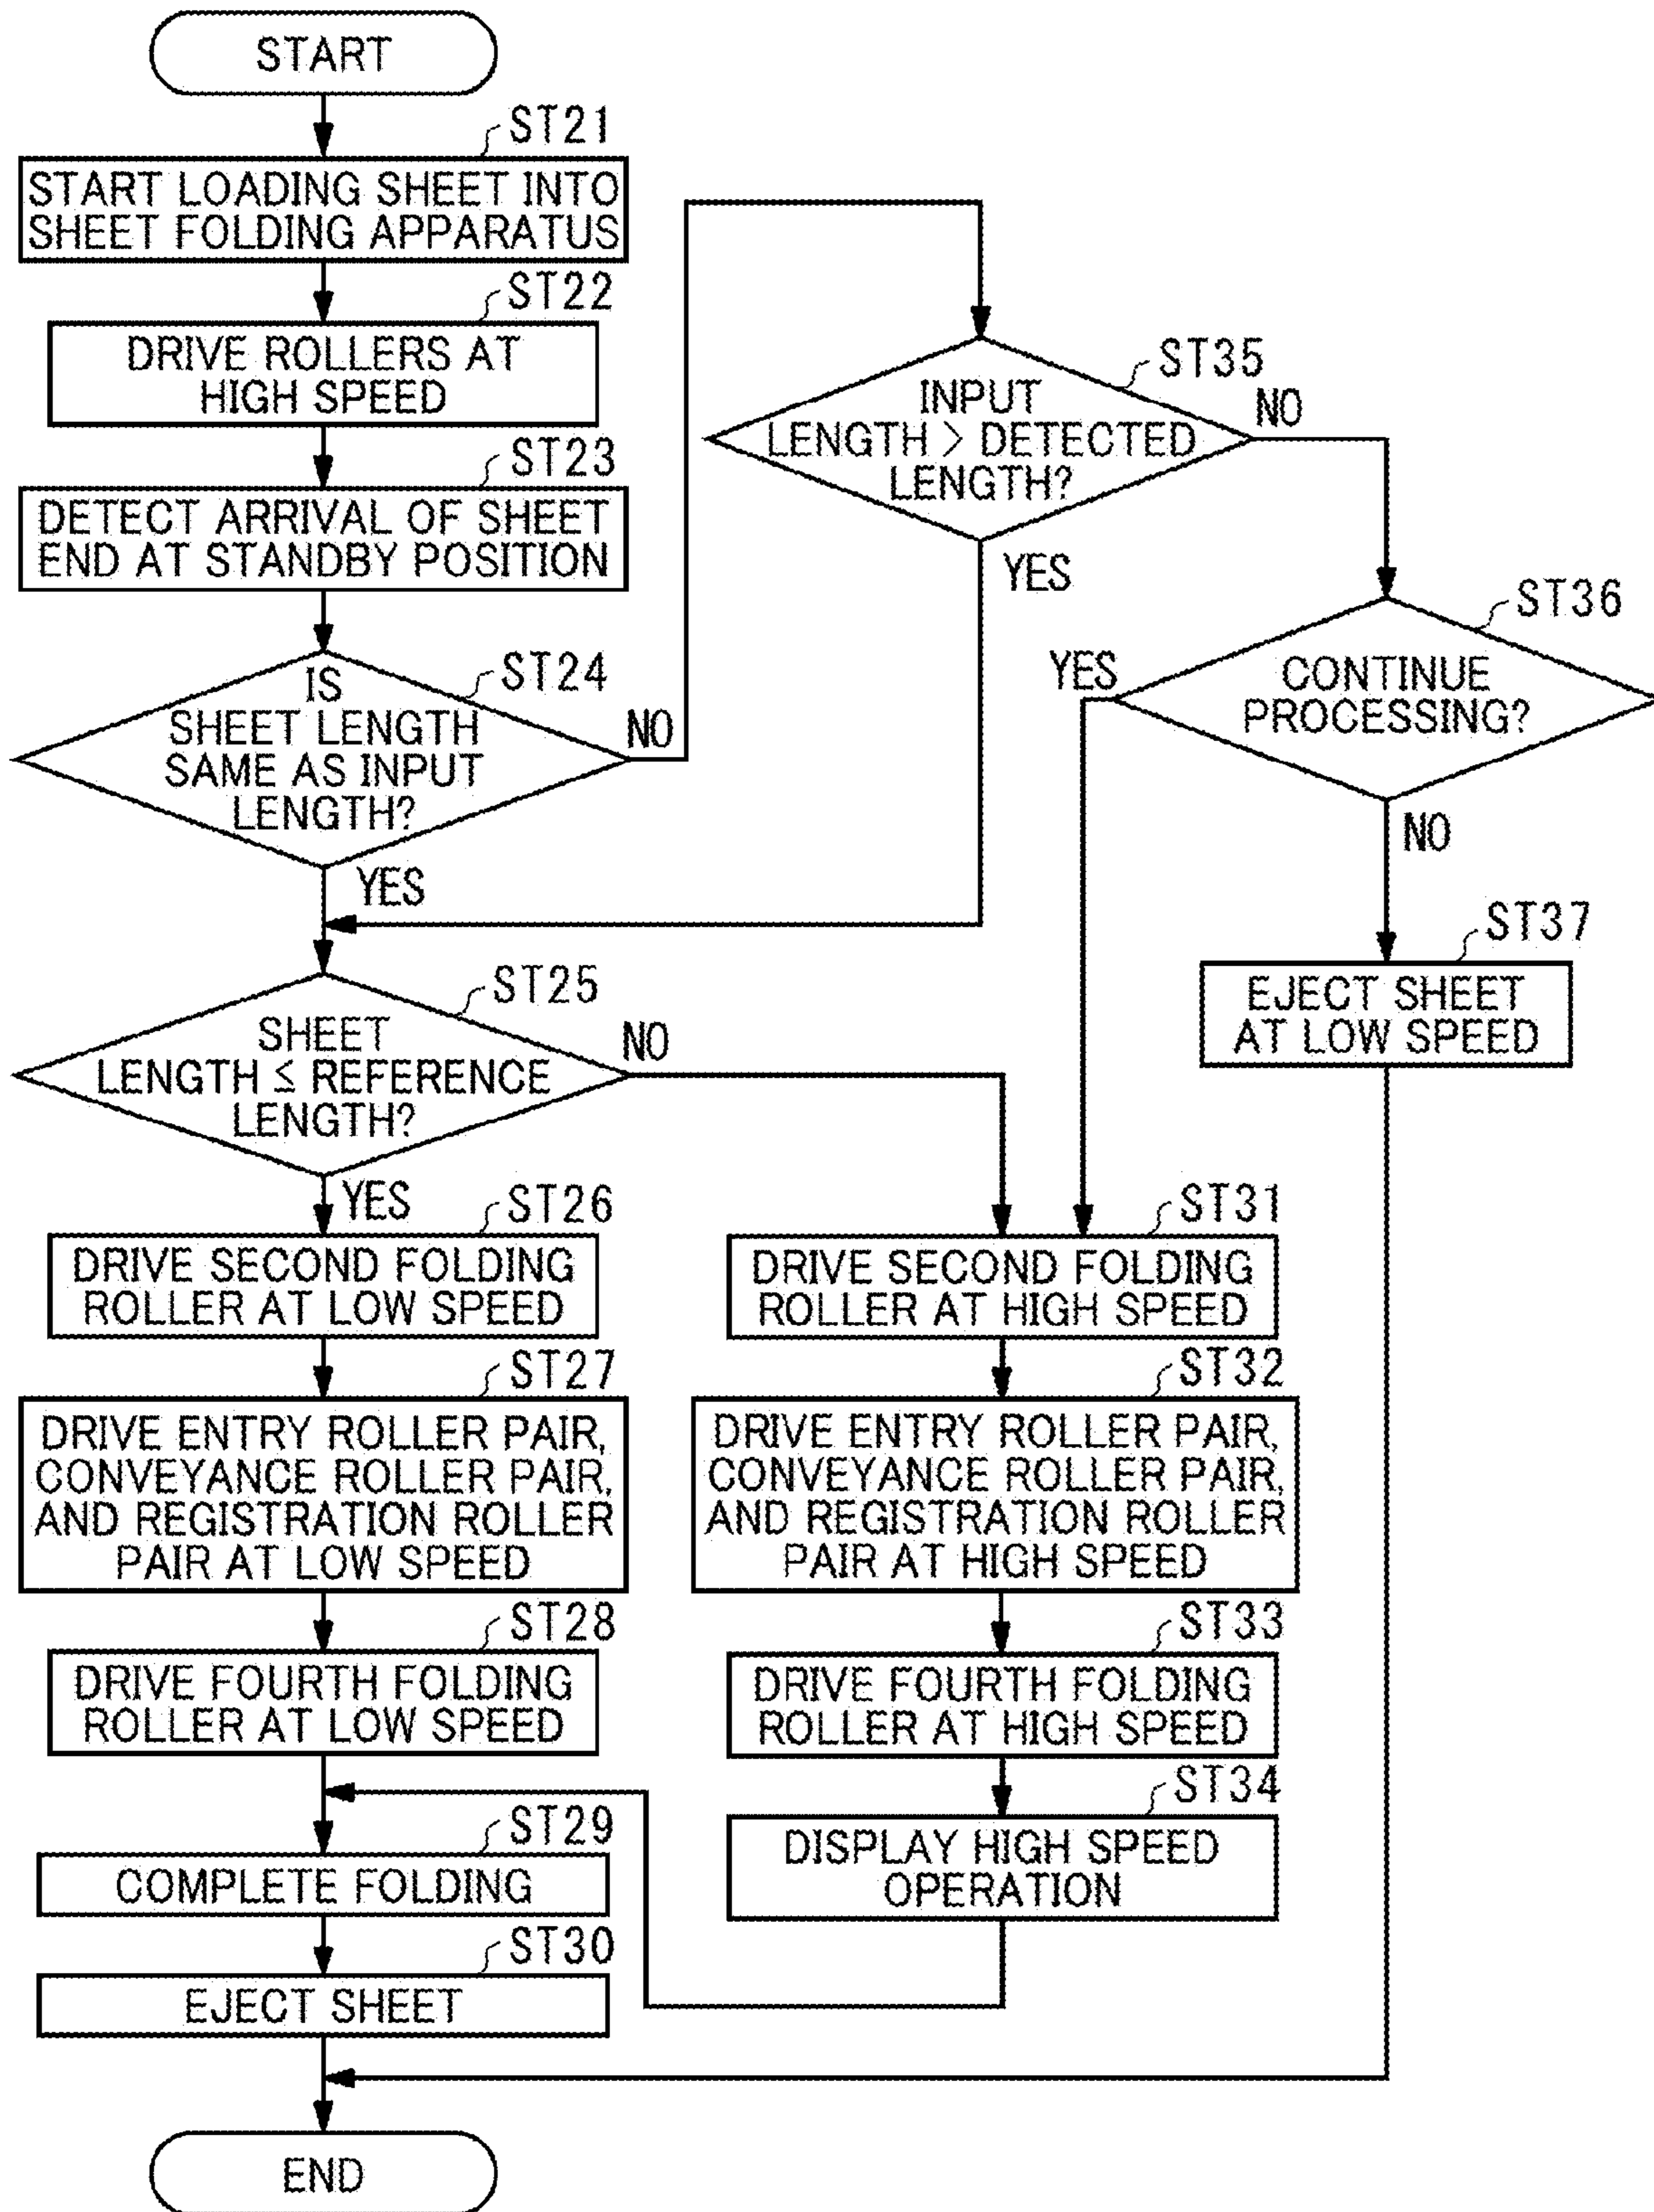 START
ST21
START LOADING SHEET INTO
SHEET FOLDING APPARATUS
ST22
DRIVE ROLLERS AT
HIGH SPEED
ST23
DETECT ARRIVAL OF SHEET
END AT STANDBY POSITION
ST24
IS
SHEET LENGTH
SAME AS INPUT
LENGTH?
NO
YES
ST35
INPUT
LENGTH > DETECTED
LENGTH?
NO
YES
ST36
CONTINUE
PROCESSING?
YES
NO
ST37
EJECT SHEET
AT LOW SPEED
ST25
SHEET
LENGTH ≤ REFERENCE
LENGTH?
NO
YES
ST26
DRIVE SECOND FOLDING
ROLLER AT LOW SPEED
ST27
DRIVE ENTRY ROLLER PAIR,
CONVEYANCE ROLLER PAIR,
AND REGISTRATION ROLLER
PAIR AT LOW SPEED
ST28
DRIVE FOURTH FOLDING
ROLLER AT LOW SPEED
ST29
COMPLETE FOLDING
ST30
EJECT SHEET
ST31
DRIVE SECOND FOLDING
ROLLER AT HIGH SPEED
ST32
DRIVE ENTRY ROLLER PAIR,
CONVEYANCE ROLLER PAIR,
AND REGISTRATION ROLLER
PAIR AT HIGH SPEED
ST33
DRIVE FOURTH FOLDING
ROLLER AT HIGH SPEED
ST34
DISPLAY HIGH SPEED
OPERATION
END